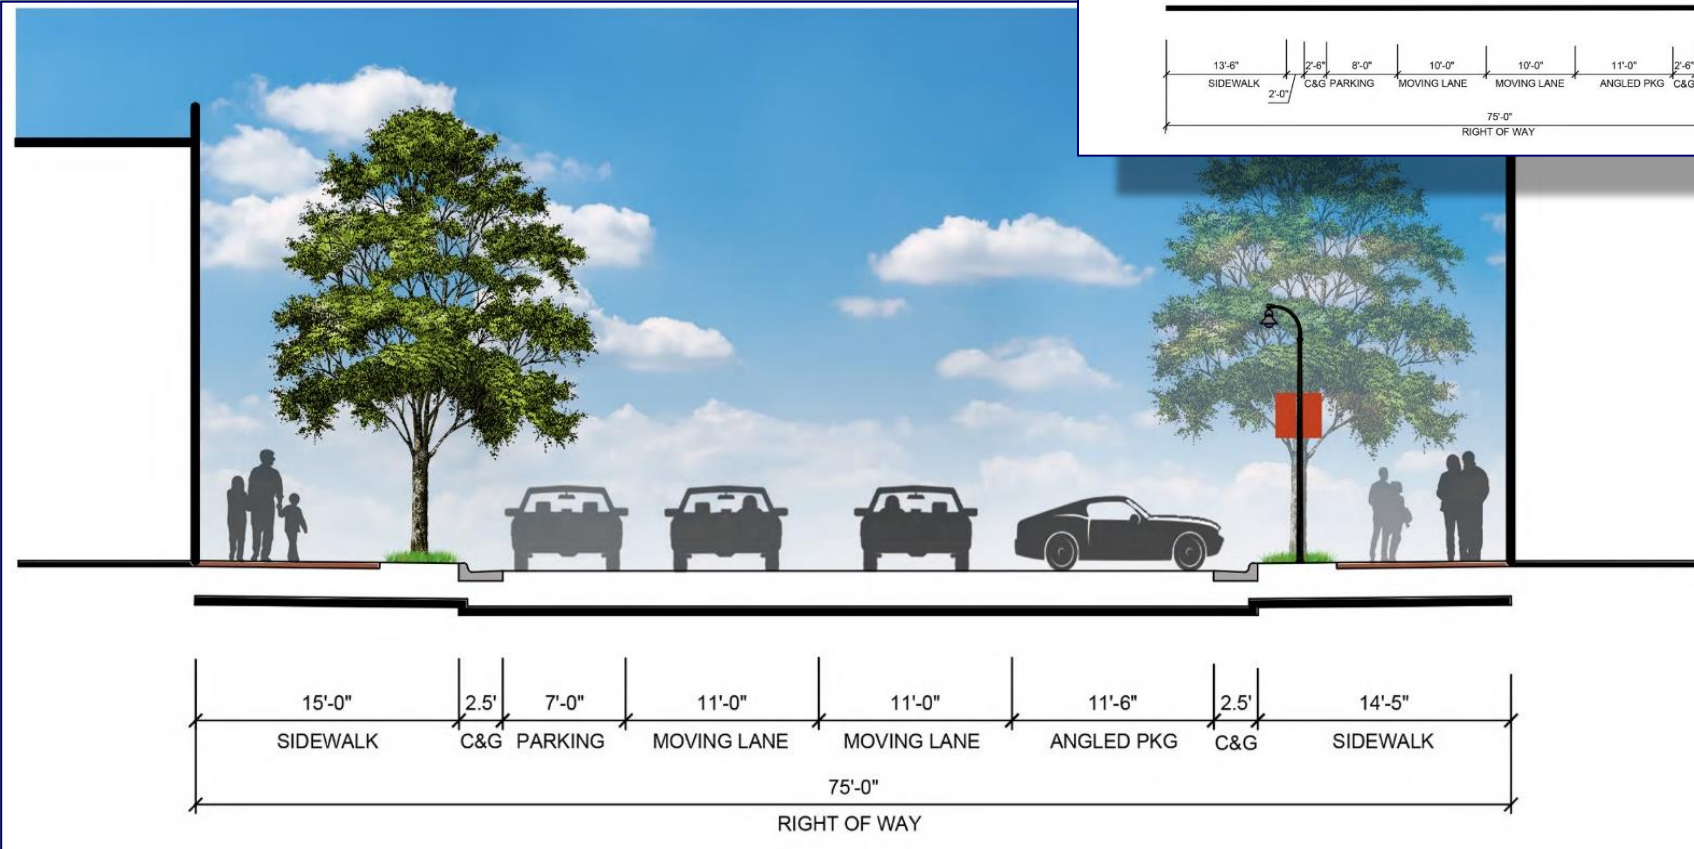 13'-6" 2'-6" 8'-0" 10'-0" 10'-0" 11'-0" 2'-6"
SIDEWALK C&G PARKING MOVING LANE MOVING LANE ANGLED PKG C&G
2'-0"
75'-0"
RIGHT OF WAY
15'-0" 2.5' 7'-0" 11'-0" 11'-0" 11'-6" 2.5' 14'-5"
SIDEWALK C&G PARKING MOVING LANE MOVING LANE ANGLED PKG C&G SIDEWALK
75'-0"
RIGHT OF WAY